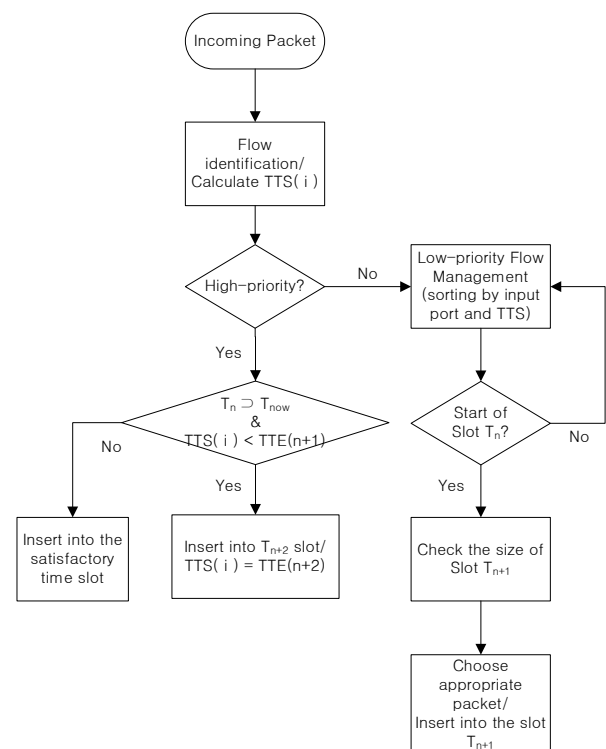 Incoming Packet
Flow
identification/
Calculate TTS( i )
High-priority?
No
Low-priority Flow
Management
(sorting by input
port and TTS)
Yes
Tₙ ⊃ Tₙₒw
&
TTS( i ) < TTE(n+1)
No
Yes
Start of
Slot Tₙ?
No
Yes
Insert into the
satisfactory
time slot
Insert into Tₙ₊₂ slot/
TTS( i ) = TTE(n+2)
Check the size of
Slot Tₙ₊₁
Choose
appropriate
packet/
Insert into the slot
Tₙ₊₁